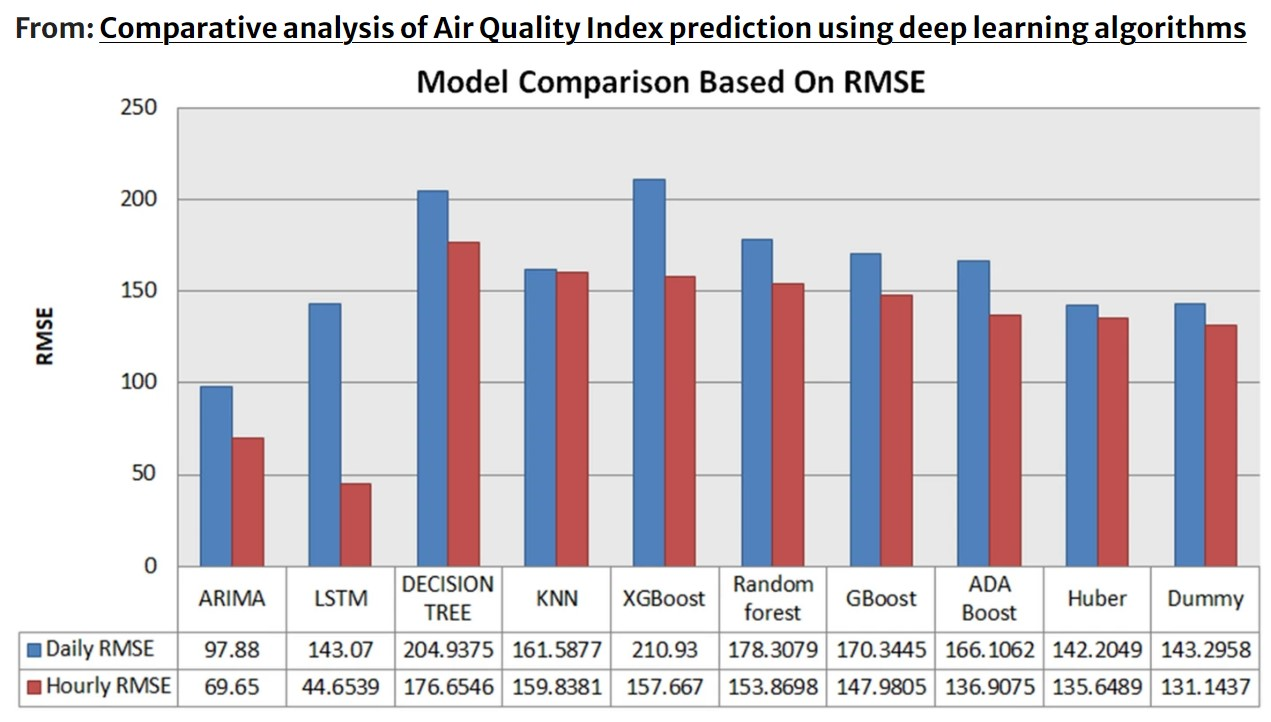 From: Comparative analysis of Air Quality Index prediction using deep learning algorithms
Model Comparison Based On RMSE
RMSE
250
200
150
100
50
0
ARIMA LSTM DECISION TREE KNN XGBoost Random forest GBoost ADA Boost Huber Dummy
Daily RMSE 97.88 143.07 204.9375 161.5877 210.93 178.3079 170.3445 166.1062 142.2049 143.2958
Hourly RMSE 69.65 44.6539 176.6546 159.8381 157.667 153.8698 147.9805 136.9075 135.6489 131.1437